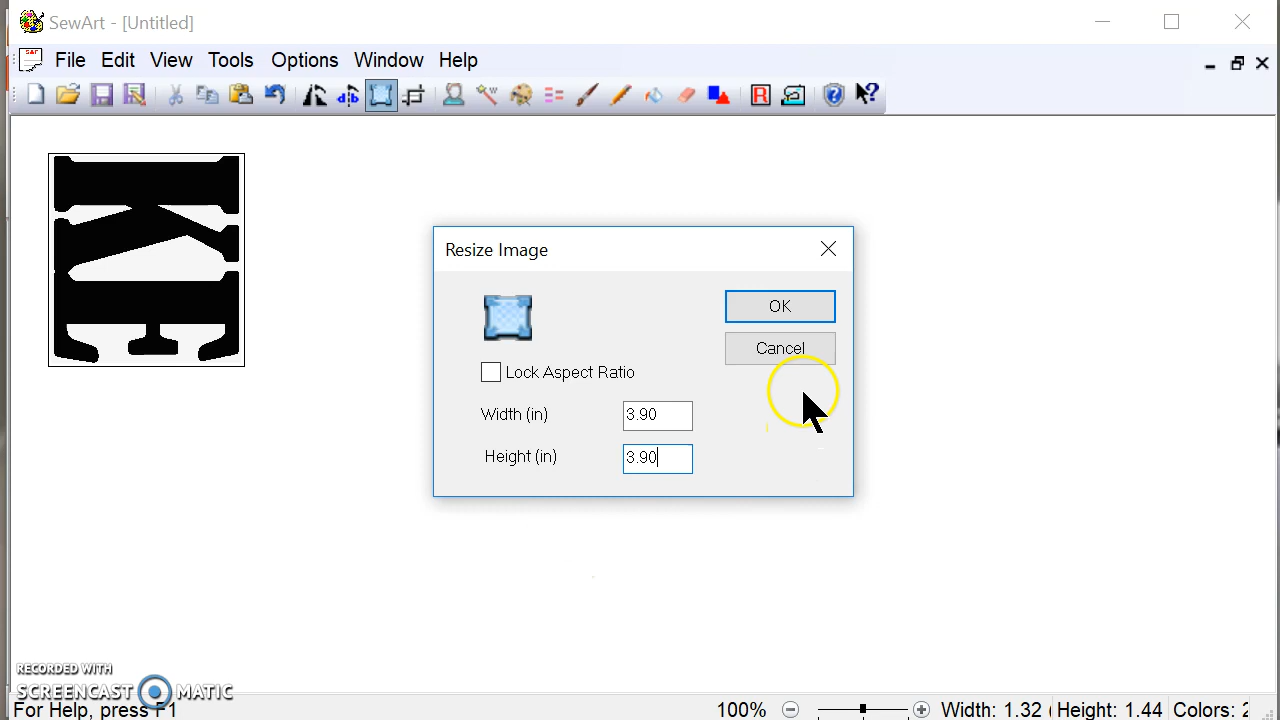 SewArt - [Untitled]
File Edit View Tools Options Window Help
Resize Image
OK
Cancel
Lock Aspect Ratio
Width (in) 3.90
Height (in) 3.90
RECORDED WITH
SCREENCAST MATIC
For Help, press F1 100% Width: 1.32 ( Height: 1.44 Colors: 2